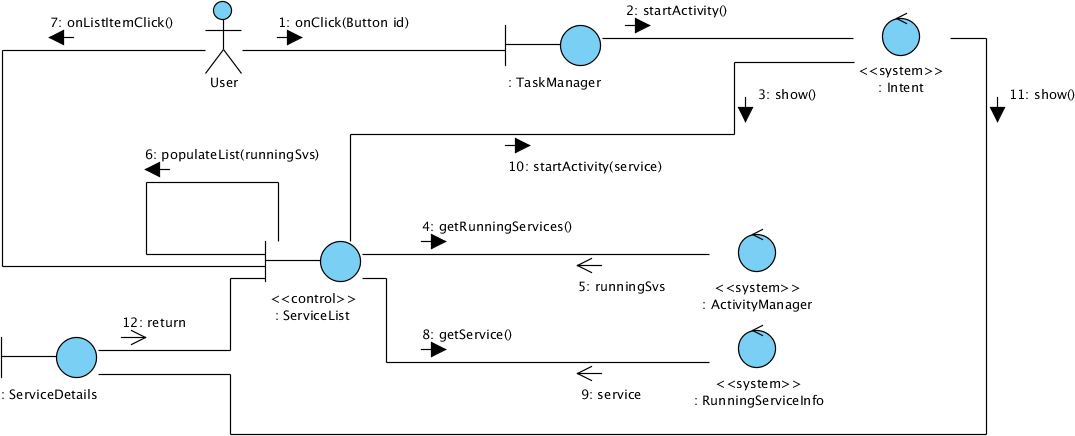 7: onListItemClick()
1: onClick(Button id)
2: startActivity()
User
: TaskManager
<<system>>
: Intent
3: show()
11: show()
6: populateList(runningSvs)
10: startActivity(service)
4: getRunningServices()
5: runningSvs
<<system>>
: ActivityManager
<<control>>
: ServiceList
12: return
8: getService()
9: service
<<system>>
: RunningServiceInfo
: ServiceDetails